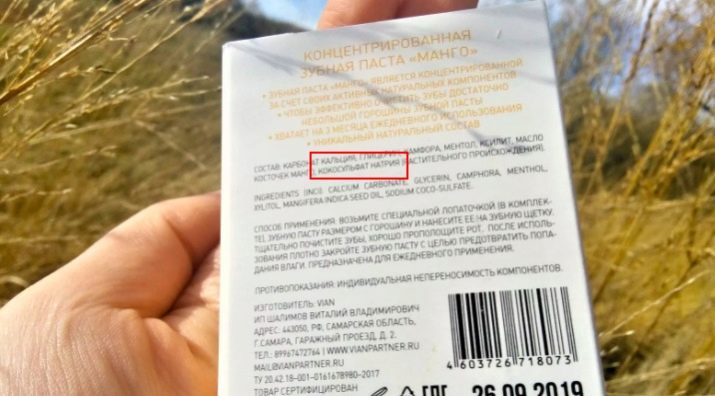 КОНЦЕНТРИРОВАННАЯ
ЗУБНАЯ ПАСТА «МАНГО»
• ЗУБНАЯ ПАСТА «МАНГО» ЯВЛЯЕТСЯ КОНЦЕНТРИРОВАННОЙ
ЗА СЧЕТ СВОИХ АКТИВНЫХ НАТУРАЛЬНЫХ КОМПОНЕНТОВ
• ЧТОБЫ ЭФФЕКТИВНО ОЧИСТИТЬ ЗУБЫ ДОСТАТОЧНО
НЕБОЛЬШОЙ ГОРОШИНЫ ЗУБНОЙ ПАСТЫ
• ХВАТАЕТ НА 2 МЕСЯЦА ЕЖЕДНЕВНОГО ИСПОЛЬЗОВАНИЯ
• УНИКАЛЬНЫЙ НАТУРАЛЬНЫЙ СОСТАВ
СОСТАВ: КАРБОНАТ КАЛЬЦИЯ, ГЛИЦЕРИН, КАМФОРА, МЕНТОЛ, КСИЛИТ, МАСЛО
КОСТОЧЕК МАНГО, КОКОСУЛЬФАТ НАТРИЯ (РАСТИТЕЛЬНОГО ПРОИСХОЖДЕНИЯ).
INGREDIENTS (INCI): CALCIUM CARBONATE, GLYCERIN, CAMPHORA, MENTHOL,
XYLITOL, MANGIFERA INDICA SEED OIL, SODIUM COCO-SULFATE.
СПОСОБ ПРИМЕНЕНИЯ: ВОЗЬМИТЕ СПЕЦИАЛЬНОЙ ЛОПАТОЧКОЙ (В КОМПЛЕК-
ТЕ), ЗУБНУЮ ПАСТУ РАЗМЕРОМ С ГОРОШИНУ И НАНЕСИТЕ ЕЕ НА ЗУБНУЮ ЩЕТКУ.
ТЩАТЕЛЬНО ПОЧИСТИТЕ ЗУБЫ, ХОРОШО ПРОПОЛОЩИТЕ РОТ. ПОСЛЕ ИСПОЛЬ-
ЗОВАНИЯ ПЛОТНО ЗАКРОЙТЕ ЗУБНУЮ ПАСТУ С ЦЕЛЬЮ ПРЕДОТВРАТИТЬ ПОПА-
ДАНИЯ ВЛАГИ. ПРЕДНАЗНАЧЕНА ДЛЯ ЕЖЕДНЕВНОГО ПРИМЕНЕНИЯ.
ПРОТИВОПОКАЗАНИЯ: ИНДИВИДУАЛЬНАЯ НЕПЕРЕНОСИМОСТЬ КОМПОНЕНТОВ.
ИЗГОТОВИТЕЛЬ: VIAN
ИП ШАЛИМОВ ВИТАЛИЙ ВЛАДИМИРОВИЧ
АДРЕС: 443050, РФ, САМАРСКАЯ ОБЛАСТЬ,
Г.САМАРА, ГАРАЖНЫЙ ПРОЕЗД, Д. 2.
ТЕЛ.: 89967472764 | WWW.VIANPARTNER.RU
MAIL@VIANPARTNER.RU
ТУ 20.42.18-001-0161678980-2017
ТОВАР СЕРТИФИЦИРОВАН
4 603726 718073
26.09.2019